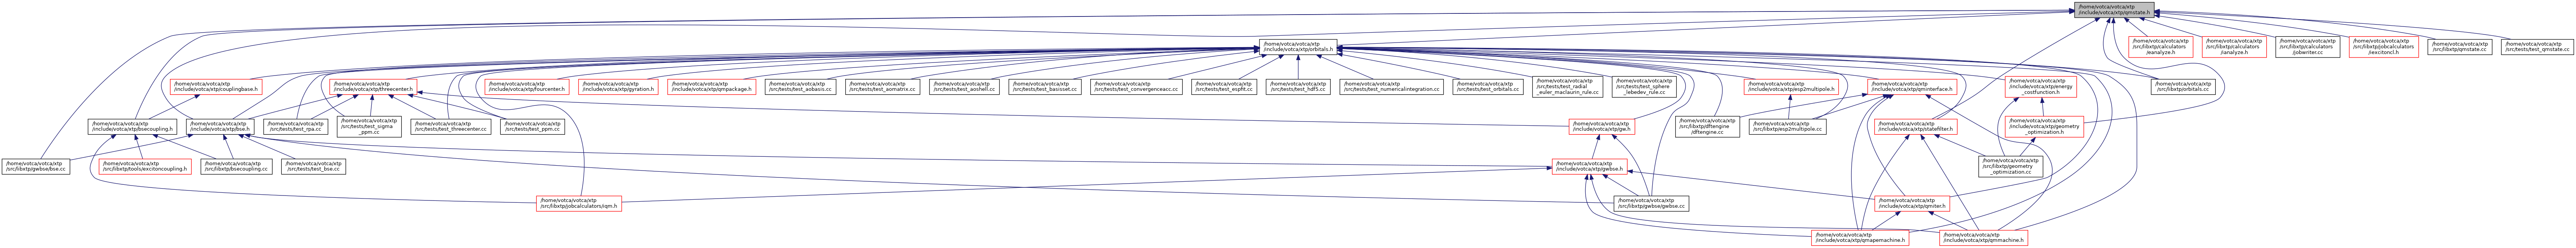 /home/votca/votca/xtp
/include/votca/xtp/qmstate.h
/home/votca/votca/xtp
/src/libxtp/calculators
/eanalyze.h
/home/votca/votca/xtp
/src/libxtp/calculators
/ianalyze.h
/home/votca/votca/xtp
/src/libxtp/calculators
/jobwriter.cc
/home/votca/votca/xtp
/src/libxtp/jobcalculators
/iexcitoncl.h
/home/votca/votca/xtp
/src/libxtp/qmstate.cc
/home/votca/votca/xtp
/src/tests/test_qmstate.cc
/home/votca/votca/xtp
/include/votca/xtp/orbitals.h
/home/votca/votca/xtp
/include/votca/xtp/couplingbase.h
/home/votca/votca/xtp
/include/votca/xtp/threecenter.h
/home/votca/votca/xtp
/include/votca/xtp/fourcenter.h
/home/votca/votca/xtp
/include/votca/xtp/gyration.h
/home/votca/votca/xtp
/include/votca/xtp/qmpackage.h
/home/votca/votca/xtp
/src/tests/test_aobasis.cc
/home/votca/votca/xtp
/src/tests/test_aomatrix.cc
/home/votca/votca/xtp
/src/tests/test_aoshell.cc
/home/votca/votca/xtp
/src/tests/test_basisset.cc
/home/votca/votca/xtp
/src/tests/test_convergenceacc.cc
/home/votca/votca/xtp
/src/tests/test_espfit.cc
/home/votca/votca/xtp
/src/tests/test_hdf5.cc
/home/votca/votca/xtp
/src/tests/test_numericalintegration.cc
/home/votca/votca/xtp
/src/tests/test_orbitals.cc
/home/votca/votca/xtp
/src/tests/test_radial
_euler_maclaurin_rule.cc
/home/votca/votca/xtp
/src/tests/test_sphere
_lebedev_rule.cc
/home/votca/votca/xtp
/include/votca/xtp/esp2multipole.h
/home/votca/votca/xtp
/include/votca/xtp/qminterface.h
/home/votca/votca/xtp
/include/votca/xtp/energy
_costfunction.h
/home/votca/votca/xtp
/src/libxtp/orbitals.cc
/home/votca/votca/xtp
/include/votca/xtp/bsecoupling.h
/home/votca/votca/xtp
/include/votca/xtp/bse.h
/home/votca/votca/xtp
/src/tests/test_rpa.cc
/home/votca/votca/xtp
/src/tests/test_sigma
_ppm.cc
/home/votca/votca/xtp
/src/tests/test_threecenter.cc
/home/votca/votca/xtp
/src/tests/test_ppm.cc
/home/votca/votca/xtp
/include/votca/xtp/gw.h
/home/votca/votca/xtp
/src/libxtp/dftengine
/dftengine.cc
/home/votca/votca/xtp
/src/libxtp/esp2multipole.cc
/home/votca/votca/xtp
/include/votca/xtp/statefilter.h
/home/votca/votca/xtp
/include/votca/xtp/geometry
_optimization.h
/home/votca/votca/xtp
/src/libxtp/gwbse/bse.cc
/home/votca/votca/xtp
/src/libxtp/tools/excitoncoupling.h
/home/votca/votca/xtp
/src/libxtp/bsecoupling.cc
/home/votca/votca/xtp
/src/tests/test_bse.cc
/home/votca/votca/xtp
/include/votca/xtp/gwbse.h
/home/votca/votca/xtp
/src/libxtp/geometry
_optimization.cc
/home/votca/votca/xtp
/src/libxtp/jobcalculators/iqm.h
/home/votca/votca/xtp
/src/libxtp/gwbse/gwbse.cc
/home/votca/votca/xtp
/include/votca/xtp/qmiter.h
/home/votca/votca/xtp
/include/votca/xtp/qmapemachine.h
/home/votca/votca/xtp
/include/votca/xtp/qmmachine.h